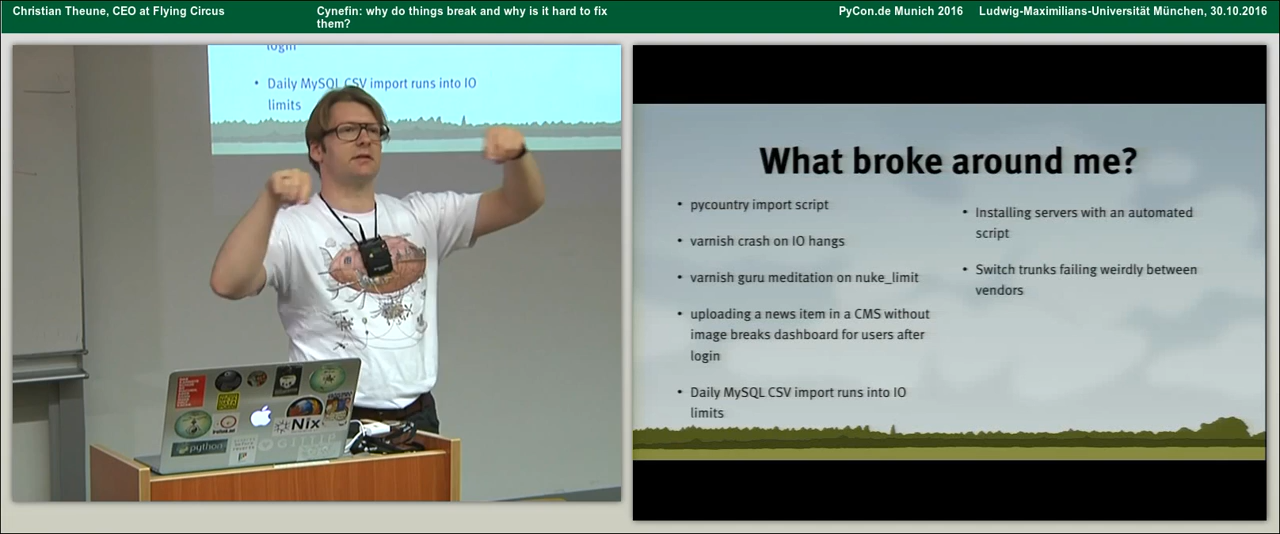 Christian Theune, CEO at Flying Circus
Cynefin: why do things break and why is it hard to fix
them?
PyCon.de Munich 2016
Ludwig-Maximilians-Universität München, 30.10.2016
login
• Daily MySQL CSV import runs into IO
limits
Nix
python
GITTIP
What broke around me?
• pycountry import script
• varnish crash on IO hangs
• varnish guru meditation on nuke_limit
• uploading a news item in a CMS without
image breaks dashboard for users after
login
• Daily MySQL CSV import runs into IO
limits
• Installing servers with an automated
script
• Switch trunks failing weirdly between
vendors